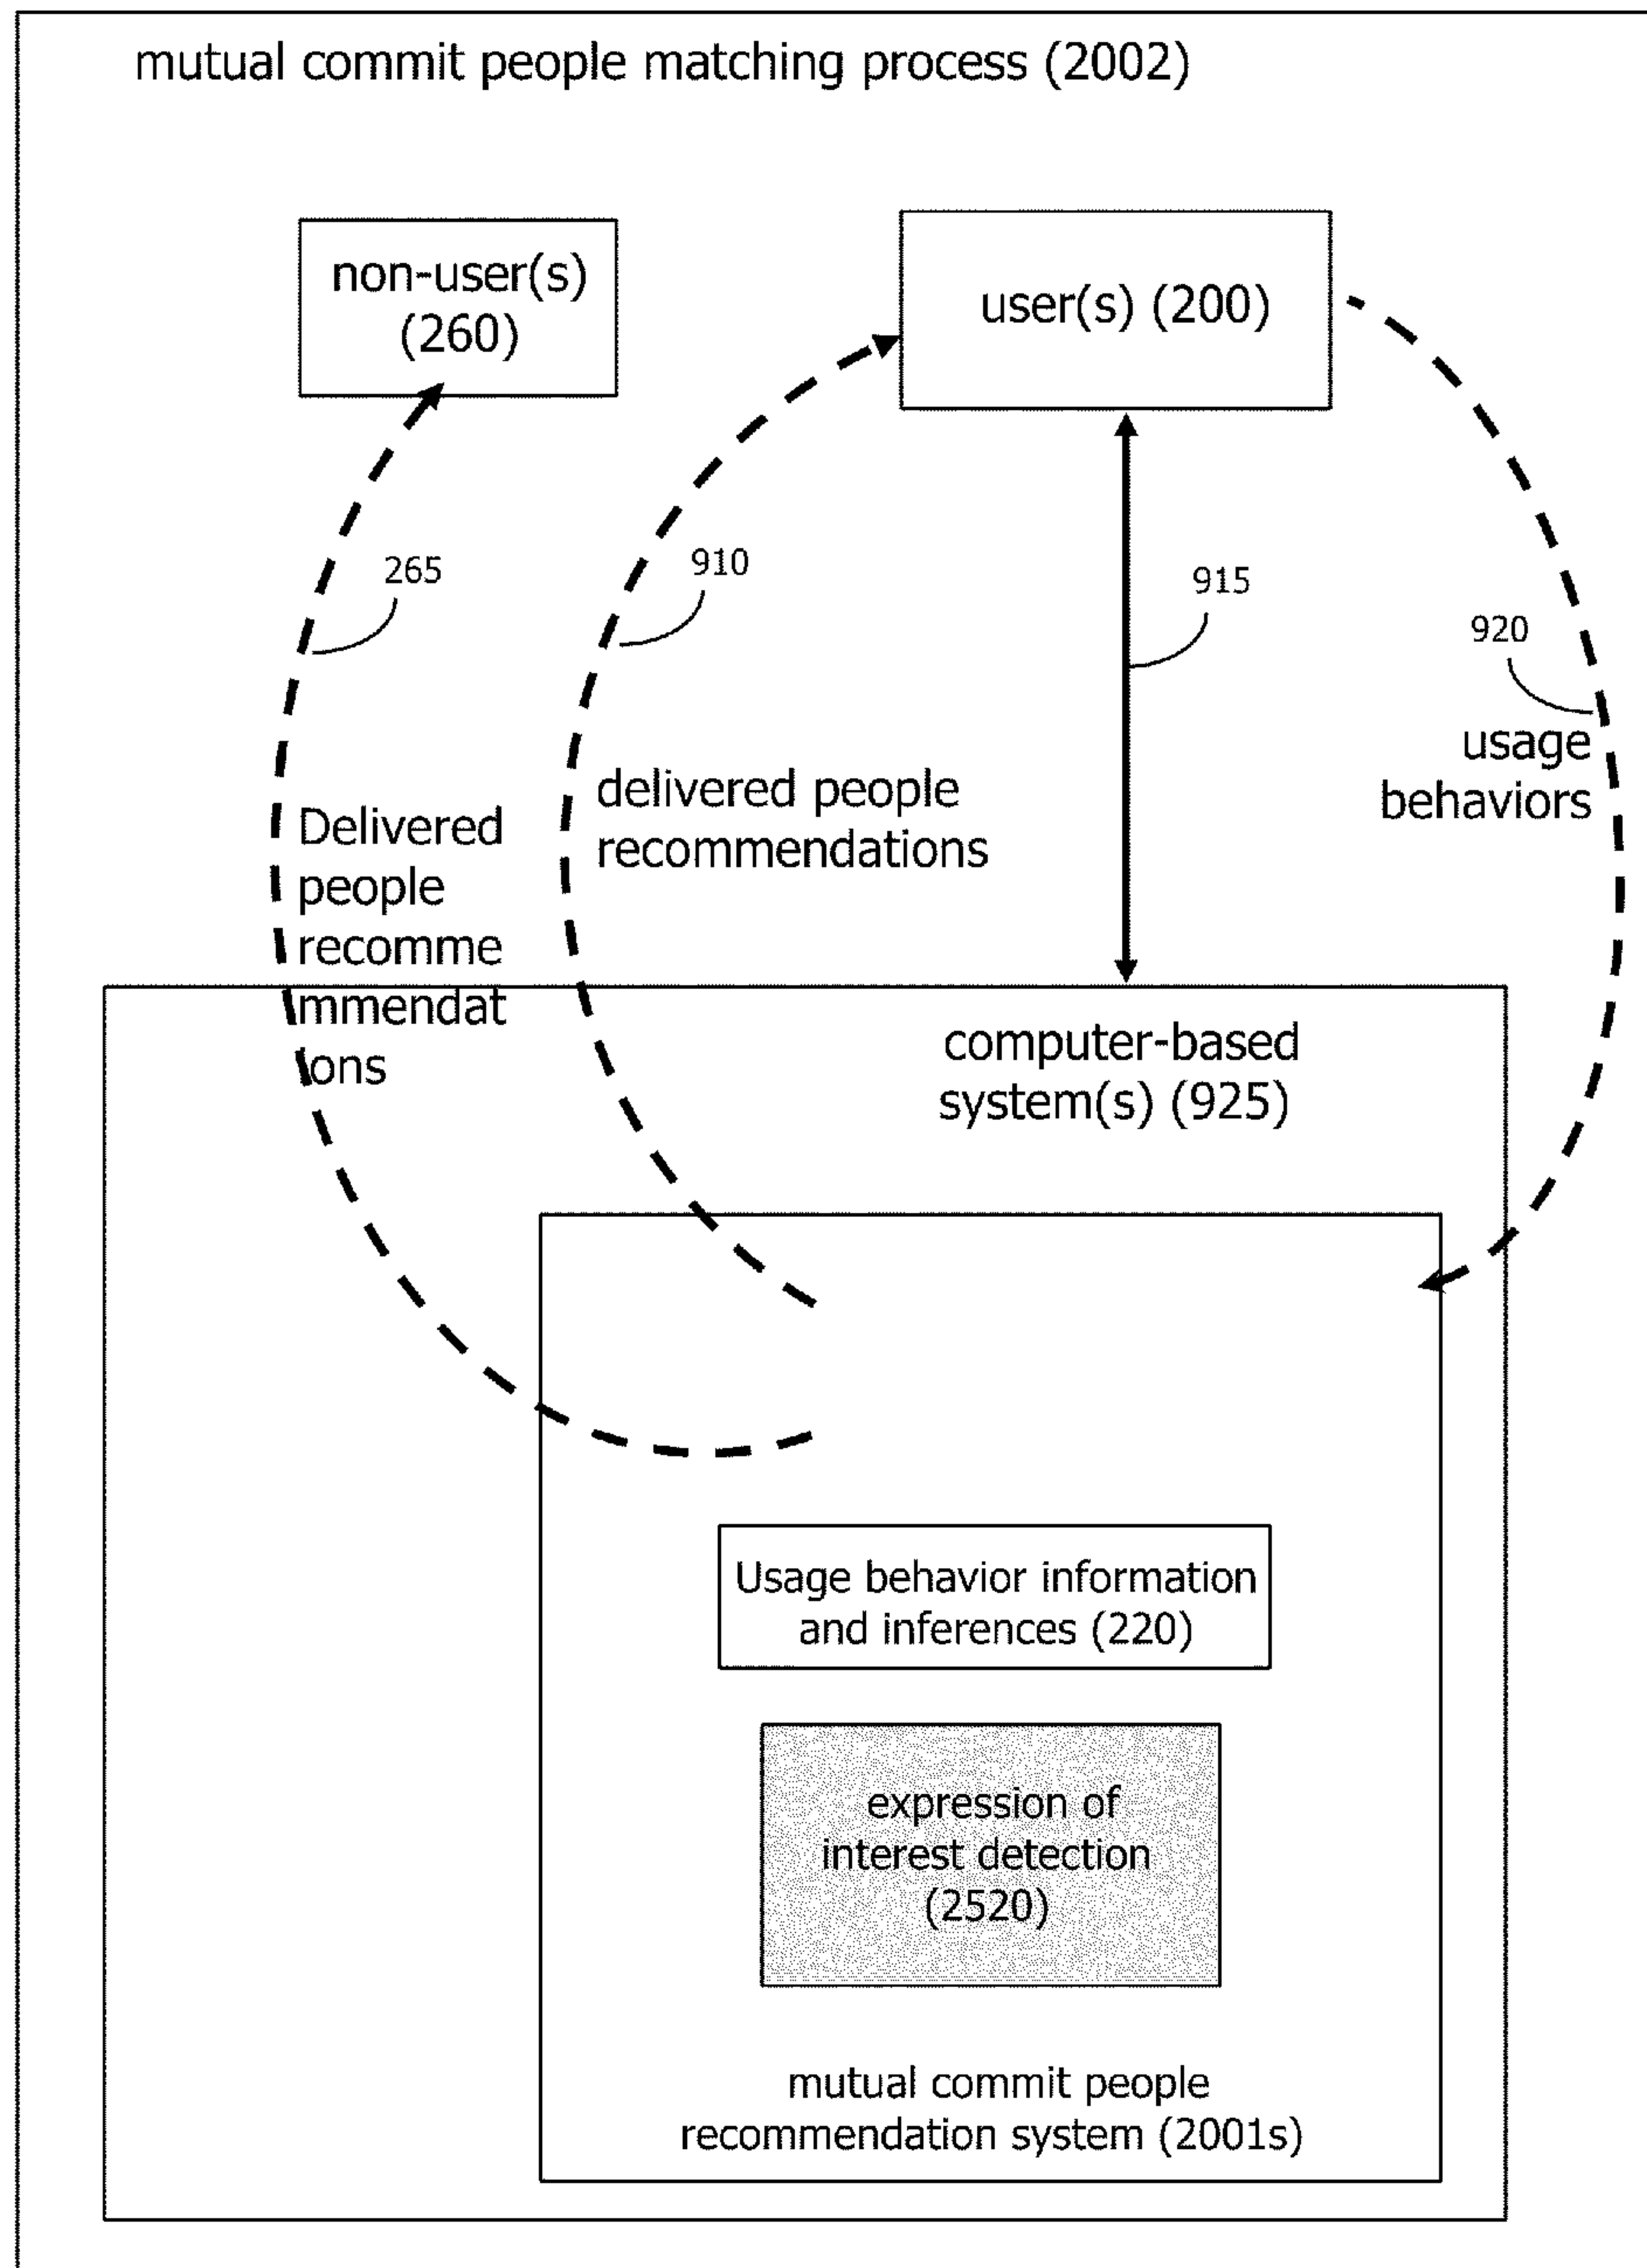 mutual commit people matching process (2002)
non-user(s)
(260)
user(s) (200)
265
910
915
920
usage
behaviors
delivered people
recommendations
Delivered
people
recomme
mmendat
ions
computer-based
system(s) (925)
Usage behavior information
and inferences (220)
expression of
interest detection
(2520)
mutual commit people
recommendation system (2001s)